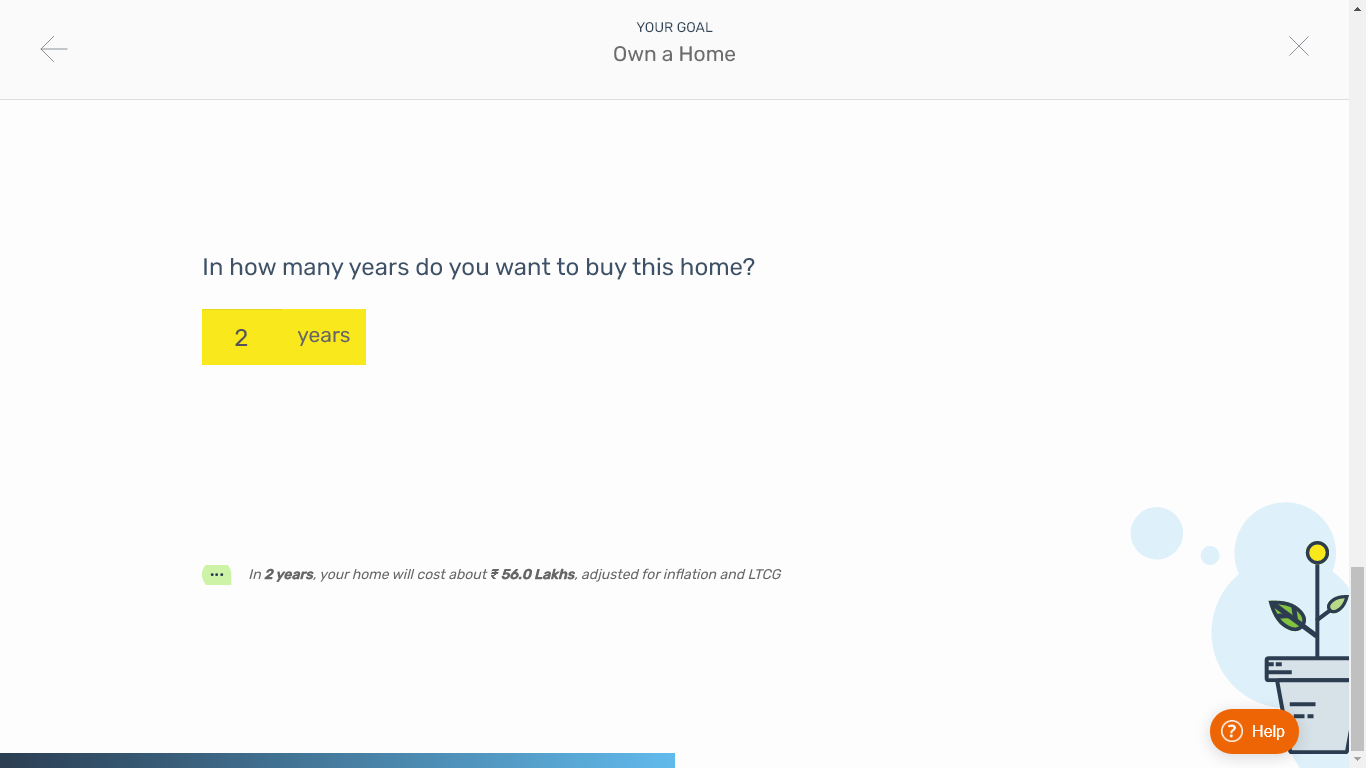 YOUR GOAL
Own a Home
In how many years do you want to buy this home?
2 years
In 2 years, your home will cost about ₹ 56.0 Lakhs, adjusted for inflation and LTCG
? Help